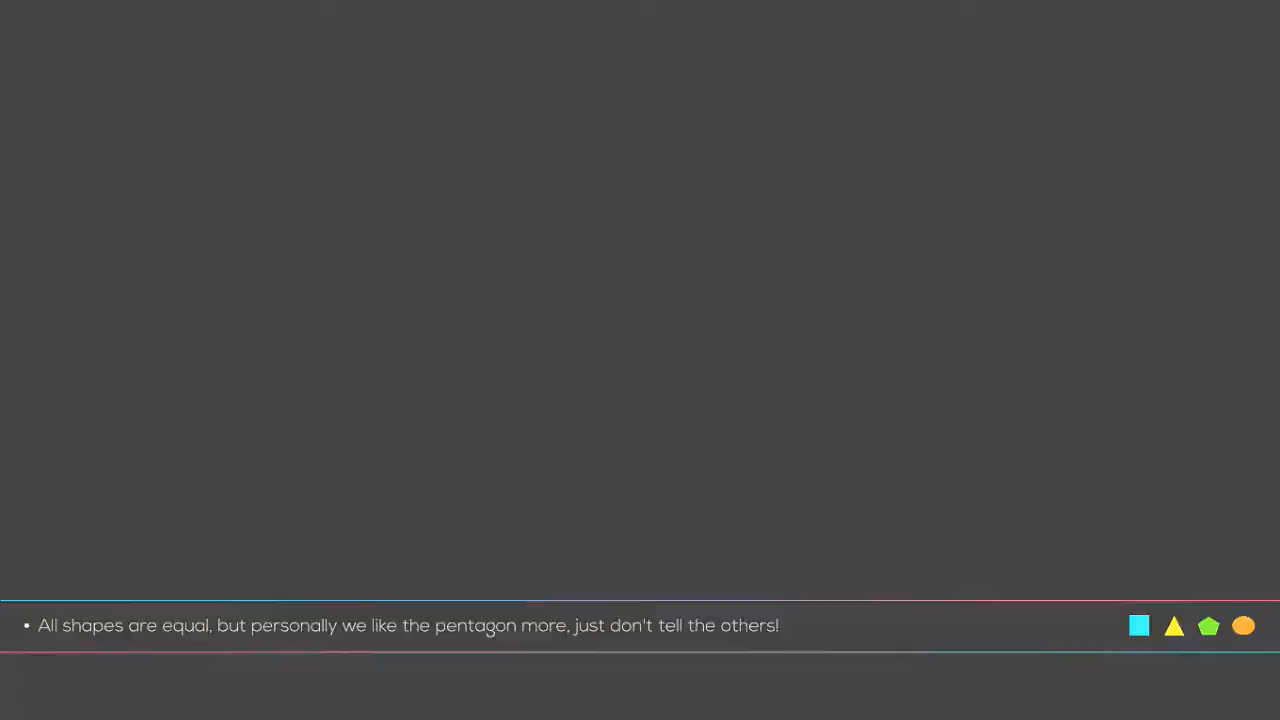 • All shapes are equal, but personally we like the pentagon more, just don't tell the others!